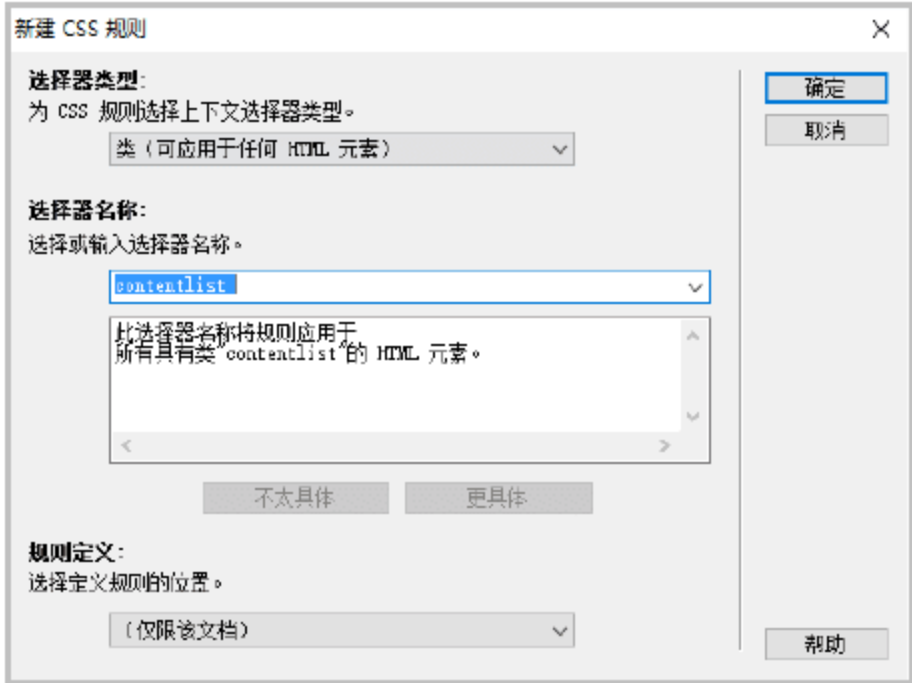 新建 CSS 规则
选择器类型:
确定
为 CSS 规则选择上下文选择器类型。
取消
类（可应用于任何 HTML 元素）
选择器名称:
选择或输入选择器名称。
contentlist
此选择器名称将规则应用于
所有具有类“contentlist”的 HTML 元素。
不太具体
更具体
规则定义:
选择定义规则的位置。
（仅限该文档）
帮助